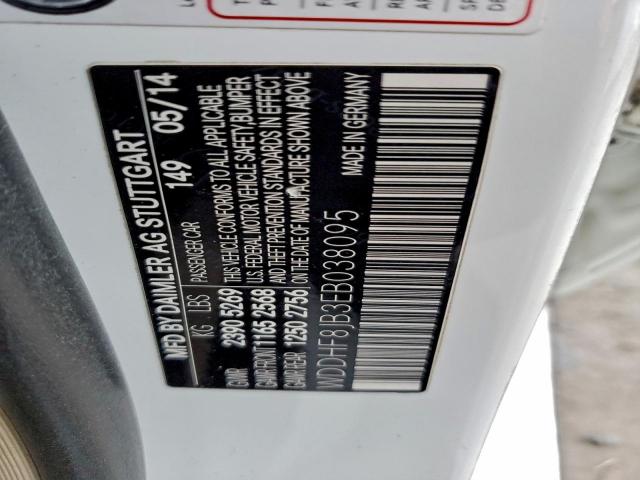 MFD BY DAIMLER AG STUTTGART
149 05/14
KG LBS PASSENGER CAR
GVWR 2390 5269 THIS VEHICLE CONFORMS TO ALL APPLICABLE
GAWR-FRONT 1165 2568 U.S. FEDERAL MOTOR VEHICLE SAFETY BUMPER
GAWR-REAR 1250 2756 AND THEFT PREVENTION STANDARDS IN EFFECT
ON THE DATE OF MANUFACTURE SHOWN ABOVE
WDDHF8JB3EB038095
MADE IN GERMANY